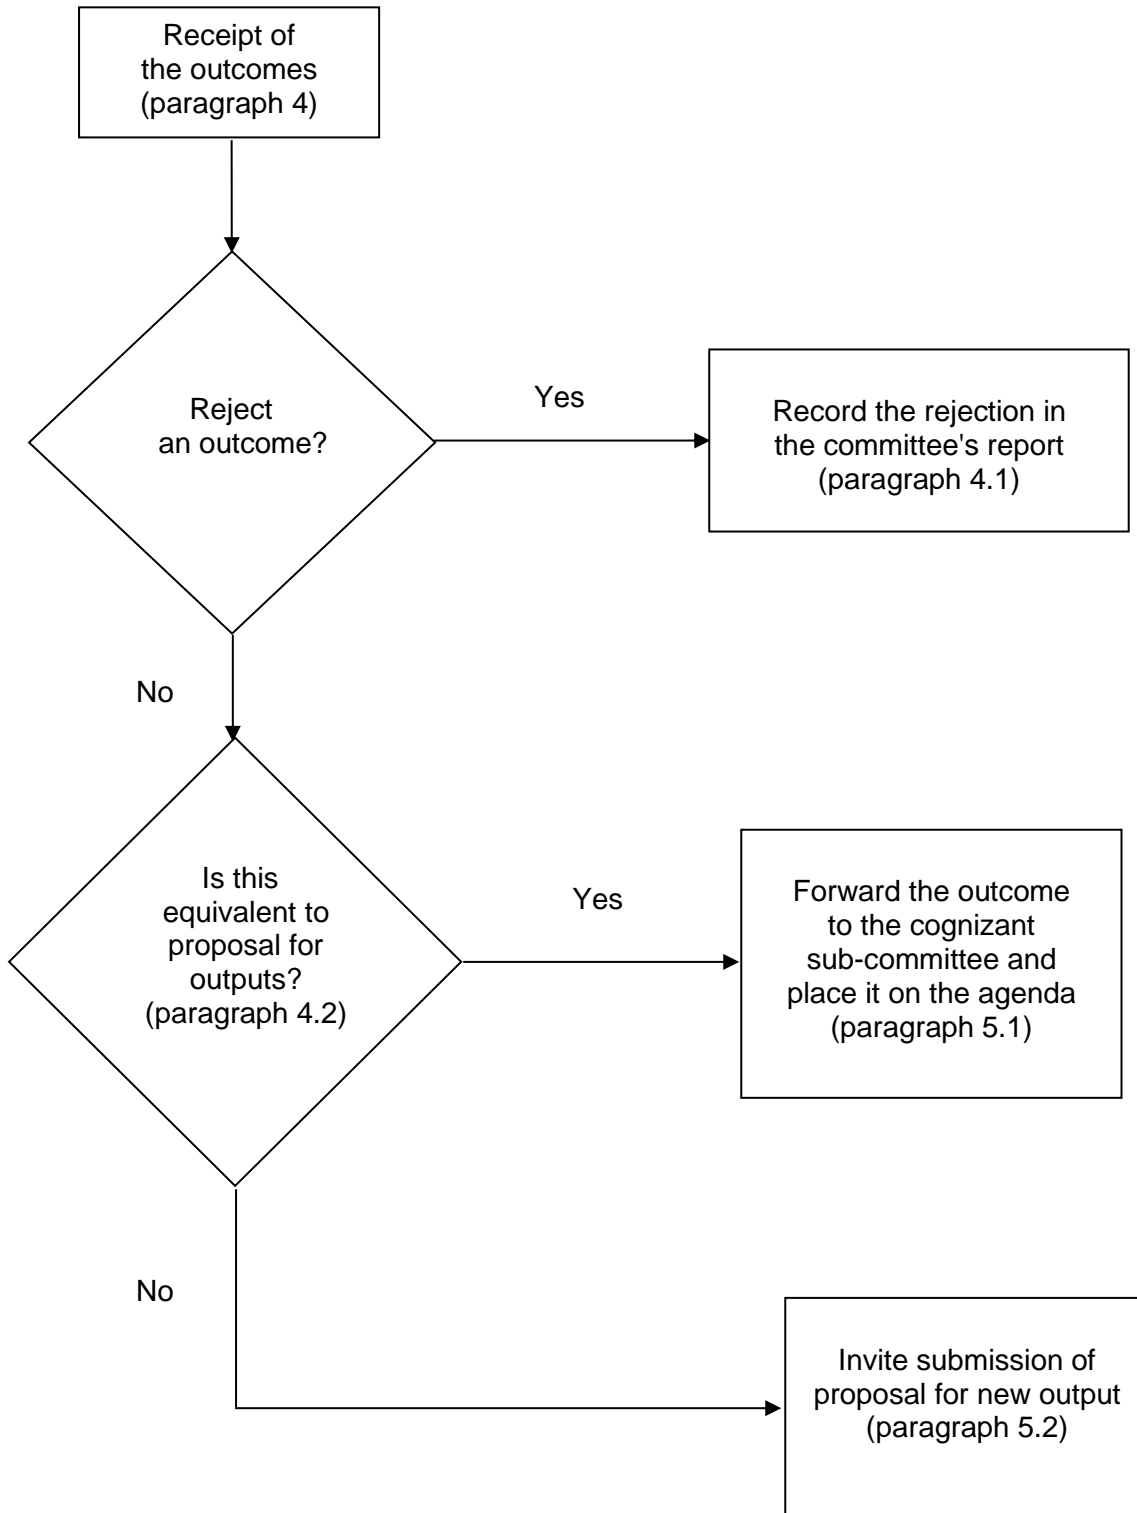 Receipt of
the outcomes
(paragraph 4)
Reject
an outcome?
Yes
Record the rejection in
the committee's report
(paragraph 4.1)
No
Is this
equivalent to
proposal for
outputs?
(paragraph 4.2)
Yes
Forward the outcome
to the cognizant
sub-committee and
place it on the agenda
(paragraph 5.1)
No
Invite submission of
proposal for new output
(paragraph 5.2)